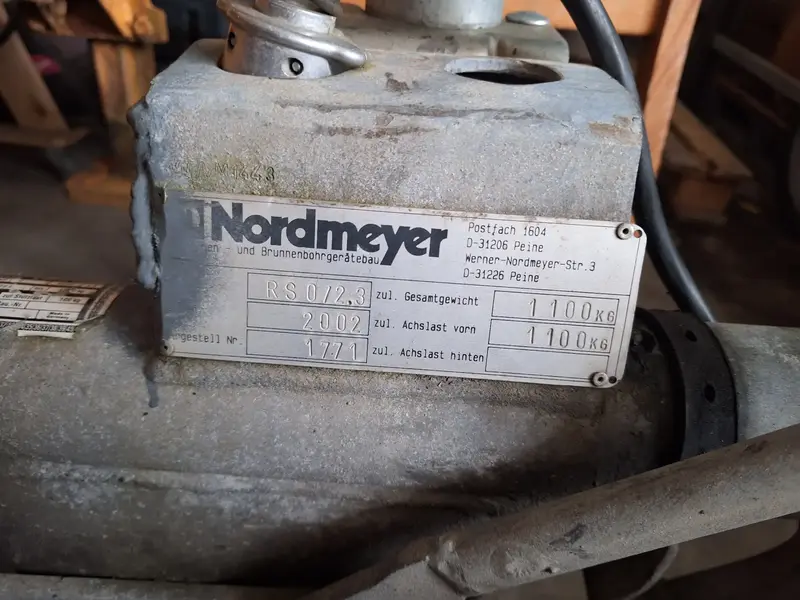 Nordmeyer
- und Brunnenbohrgerätebau
Postfach 1604
D-31206 Peine
Werner-Nordmeyer-Str.3
D-31226 Peine
RS0/2.3 zul. Gesamtgewicht 1100KG
2002 zul. Achslast vorn 1100KG
Nr. 1771 zul. Achslast hinten